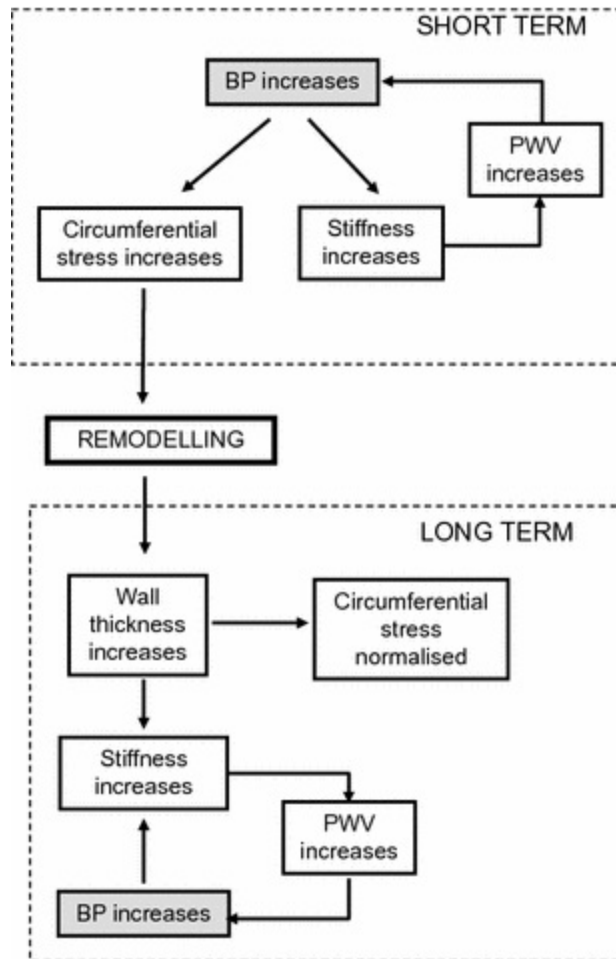 SHORT TERM
BP increases
PWV
increases
Circumferential
stress increases
Stiffness
increases
REMODELLING
LONG TERM
Wall
thickness
increases
Circumferential
stress
normalised
Stiffness
increases
PWV
increases
BP increases